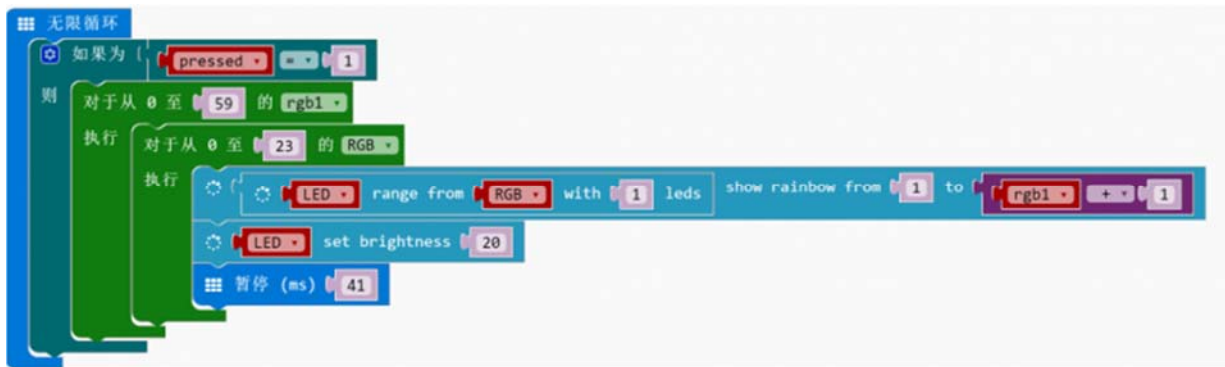 无限循环
如果为 pressed = 1
则 对于从 0 至 59 的 rgb1
执行 对于从 0 至 23 的 RGB
执行 LED range from RGB with 1 leds show rainbow from 1 to rgb1 + 1
LED set brightness 20
暂停 (ms) 41